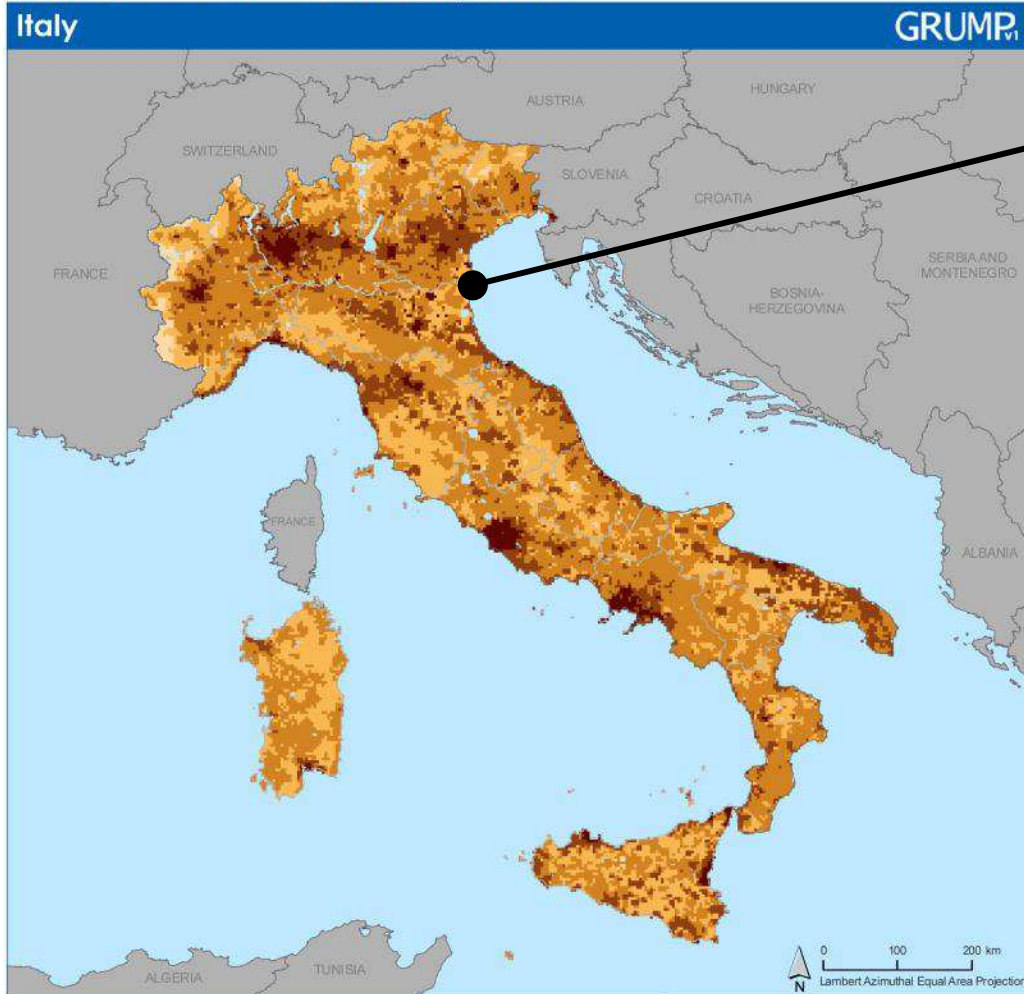 Italy
GRUMPv1
AUSTRIA
HUNGARY
SWITZERLAND
SLOVENIA
CROATIA
FRANCE
SERBIA AND
MONTENEGRO
BOSNIA-
HERZEGOVINA
FRANCE
ALBANIA
ALGERIA
TUNISIA
N
0 100 200 km
Lambert Azimuthal Equal Area Projection